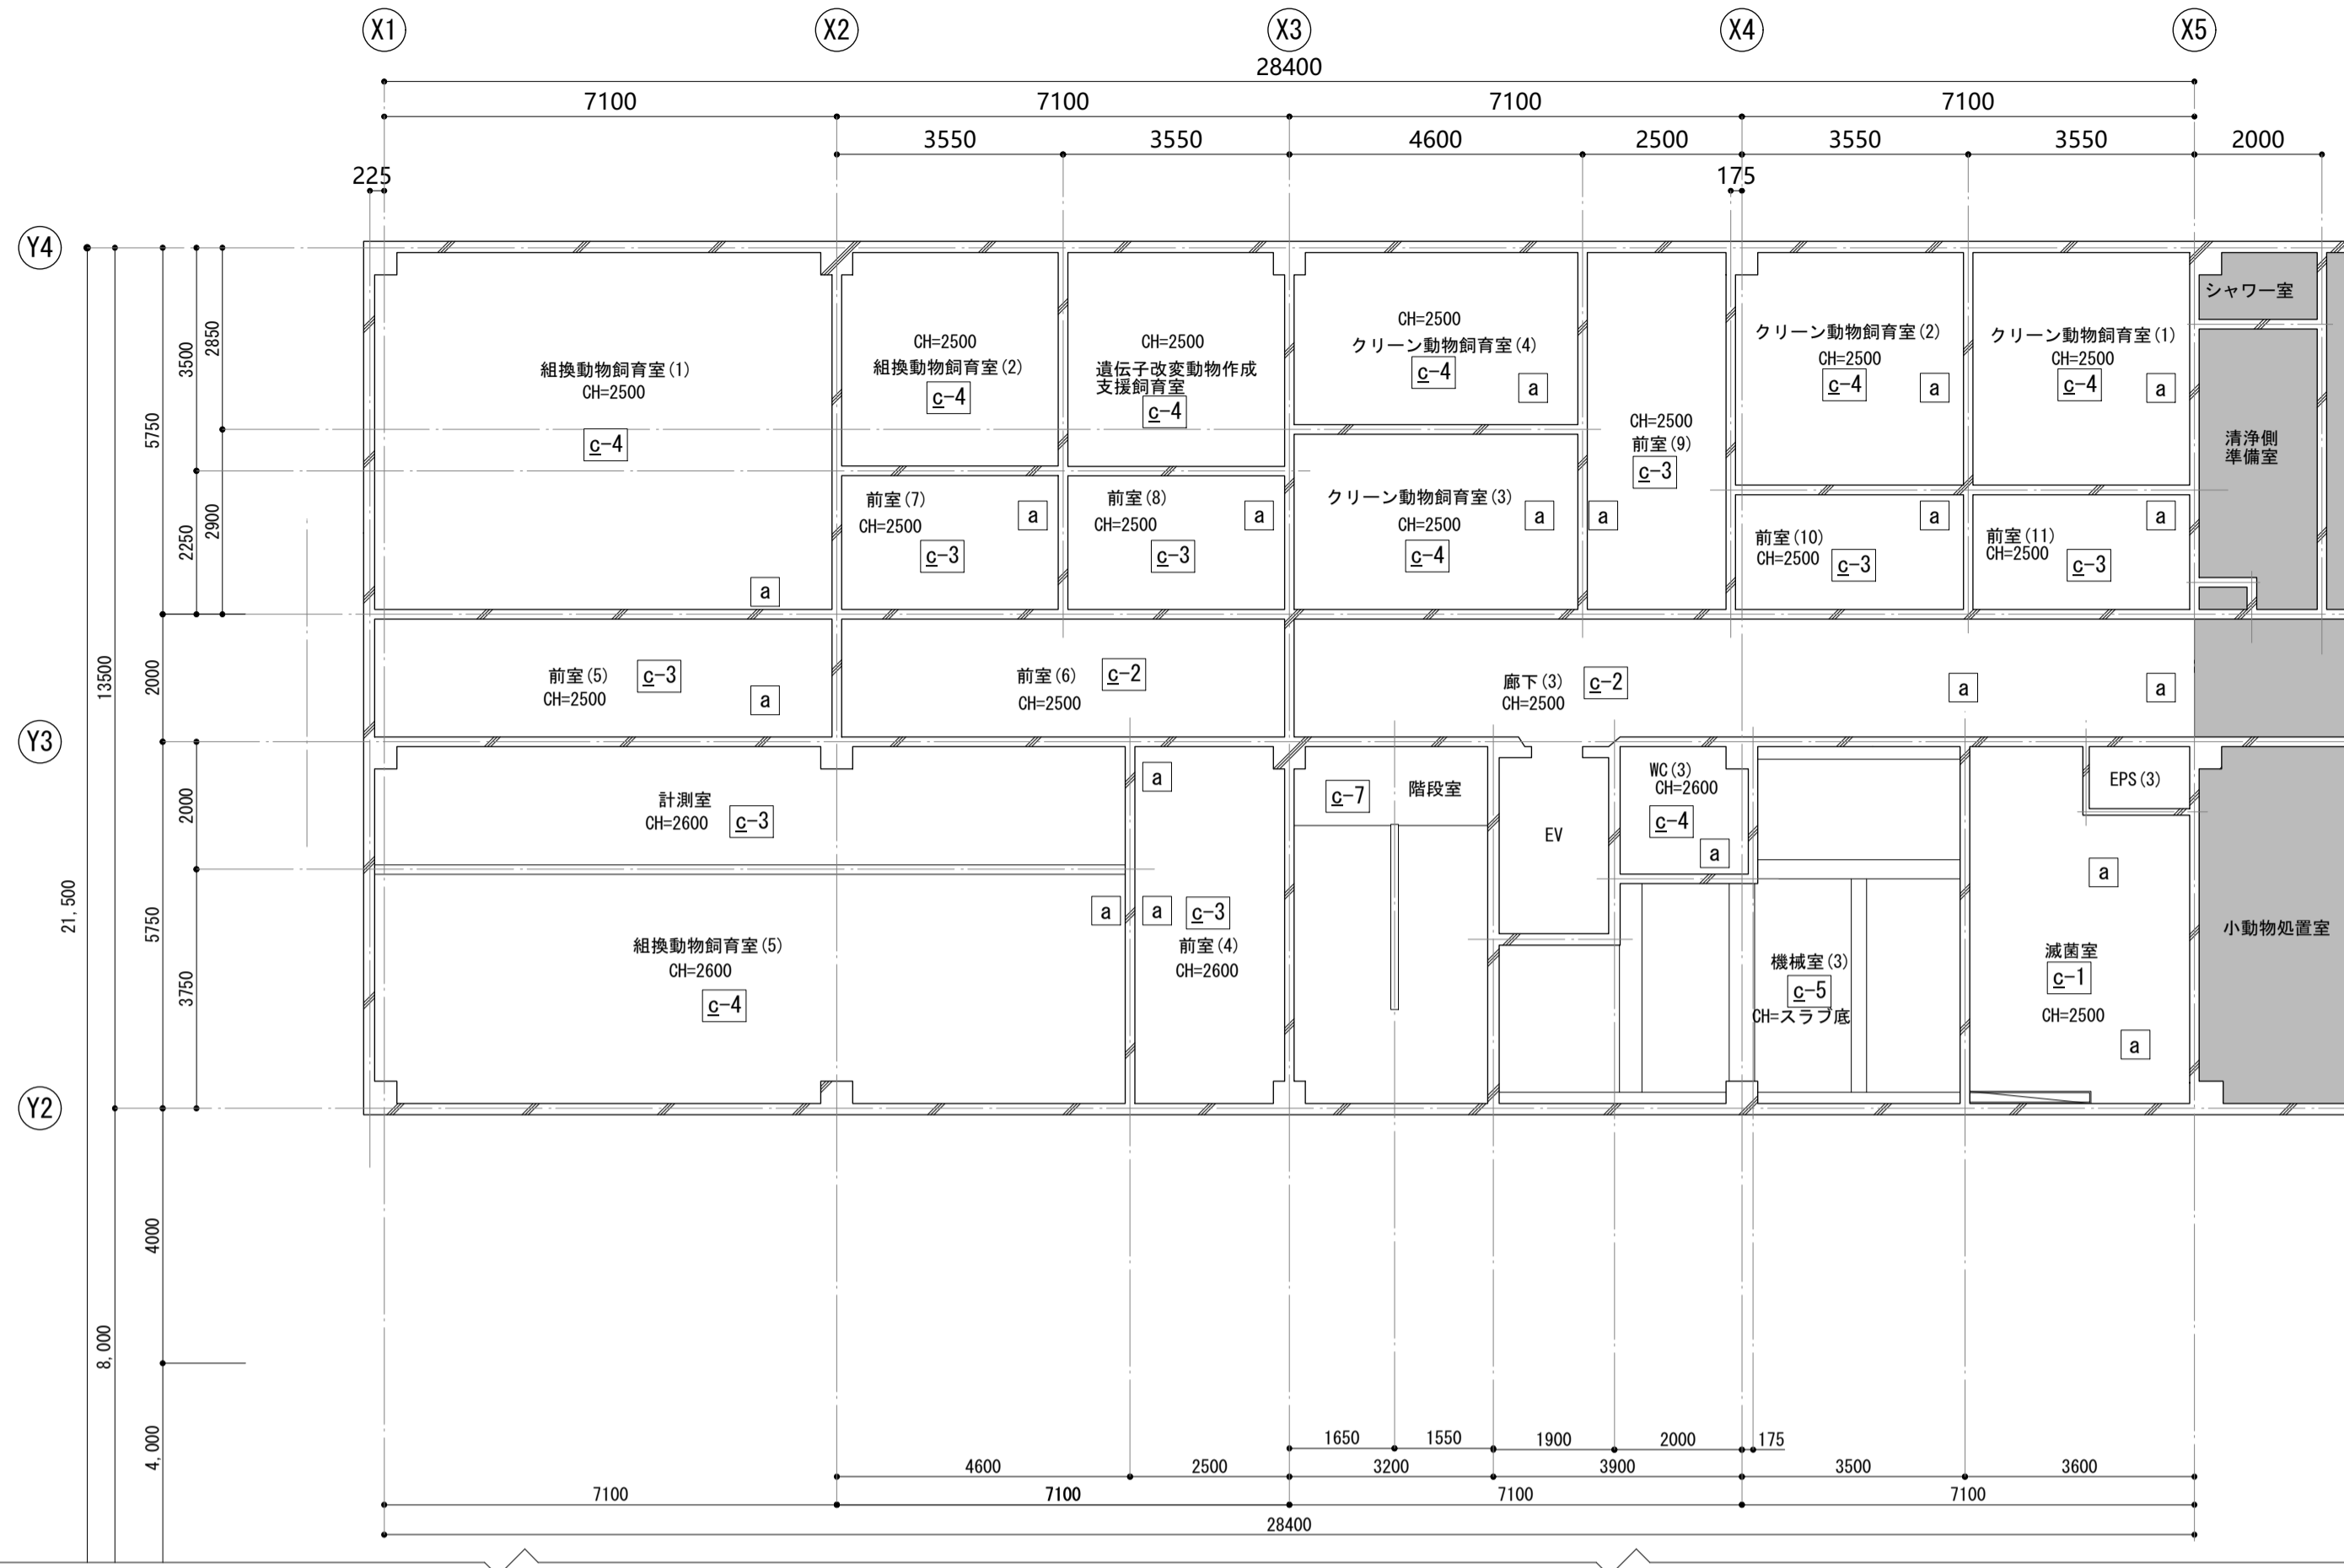 X1 X2 X3 X4 X5
28400
7100 7100 7100 7100
3550 3550 4600 2500 3550 3550 2000
225 175
Y4
シャワー室
2850
3500
CH=2500
クリーン動物飼育室(4)
c-4
a
クリーン動物飼育室(2)
CH=2500
c-4
a
クリーン動物飼育室(1)
CH=2500
c-4
a
組換動物飼育室(1)
CH=2500
c-4
a
CH=2500
組換動物飼育室(2)
c-4
CH=2500
遺伝子改変動物作成
支援飼育室
c-4
5750
CH=2500
前室(9)
c-3
a
清浄側
準備室
2900
2250
前室(7)
CH=2500
c-3
a
前室(8)
CH=2500
c-3
a
クリーン動物飼育室(3)
CH=2500
c-4
a
前室(10)
CH=2500
c-3
a
前室(11)
CH=2500
c-3
a
13500
2000
前室(5)
CH=2500
c-3
a
前室(6)
CH=2500
c-2
廊下(3)
CH=2500
c-2
a
a
Y3
2000
計測室
CH=2600
c-3
a
c-7
階段室
EV
WC(3)
CH=2600
c-4
a
EPS(3)
a
21,500
5750
3750
組換動物飼育室(5)
CH=2600
c-4
a
a
c-3
前室(4)
CH=2600
機械室(3)
c-5
CH=スラブ底
滅菌室
c-1
CH=2500
a
小動物処置室
Y2
4000
8,000
4,000
1650 1550 1900 2000 175
4600 2500 3200 3900 3500 3600
7100 7100 7100 7100
28400